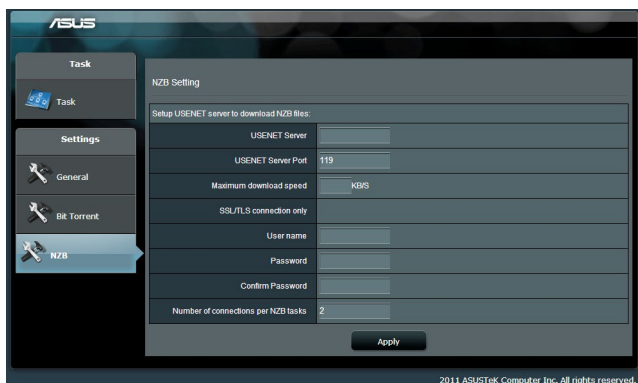 ASUS
Task
Task
Settings
General
Bit Torrent
NZB
NZB Setting
Setup USENET server to download NZB files:
USENET Server
USENET Server Port 119
Maximum download speed KB/S
SSL/TLS connection only
User name
Password
Confirm Password
Number of connections per NZB tasks 2
Apply
2011 ASUSTeK Computer Inc. All rights reserved.